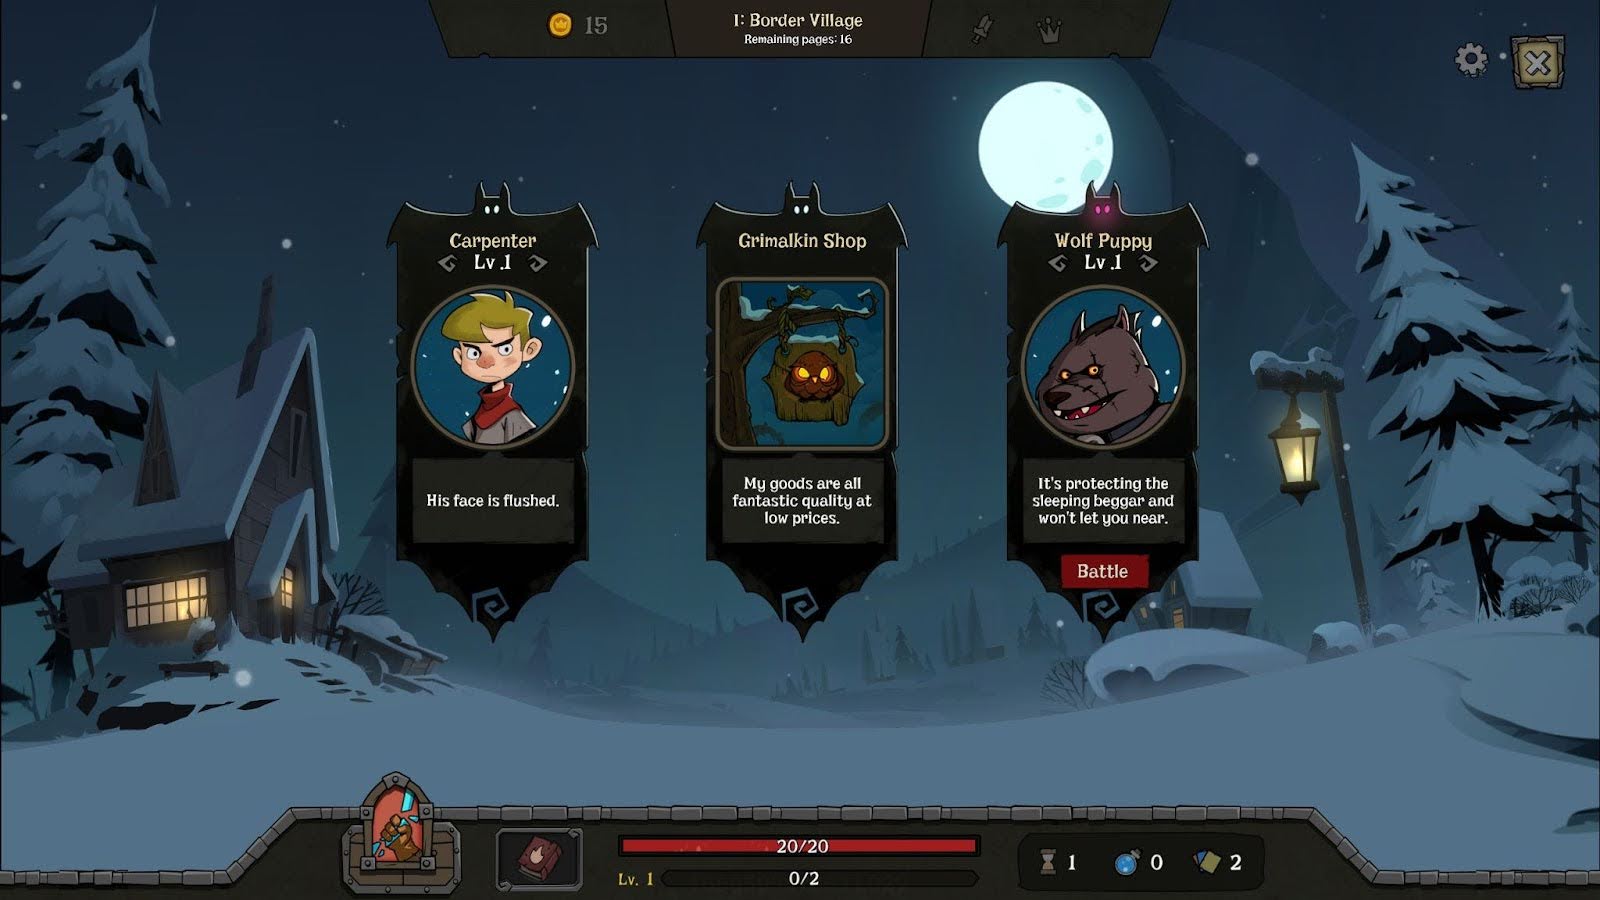 15
1: Border Village
Remaining pages: 16
Carpenter
Lv .1
His face is flushed.
Grimalkin Shop
My goods are all
fantastic quality at
low prices.
Wolf Puppy
Lv .1
It's protecting the
sleeping beggar and
won't let you near.
Battle
20/20
Lv. 1
0/2
1
0
2